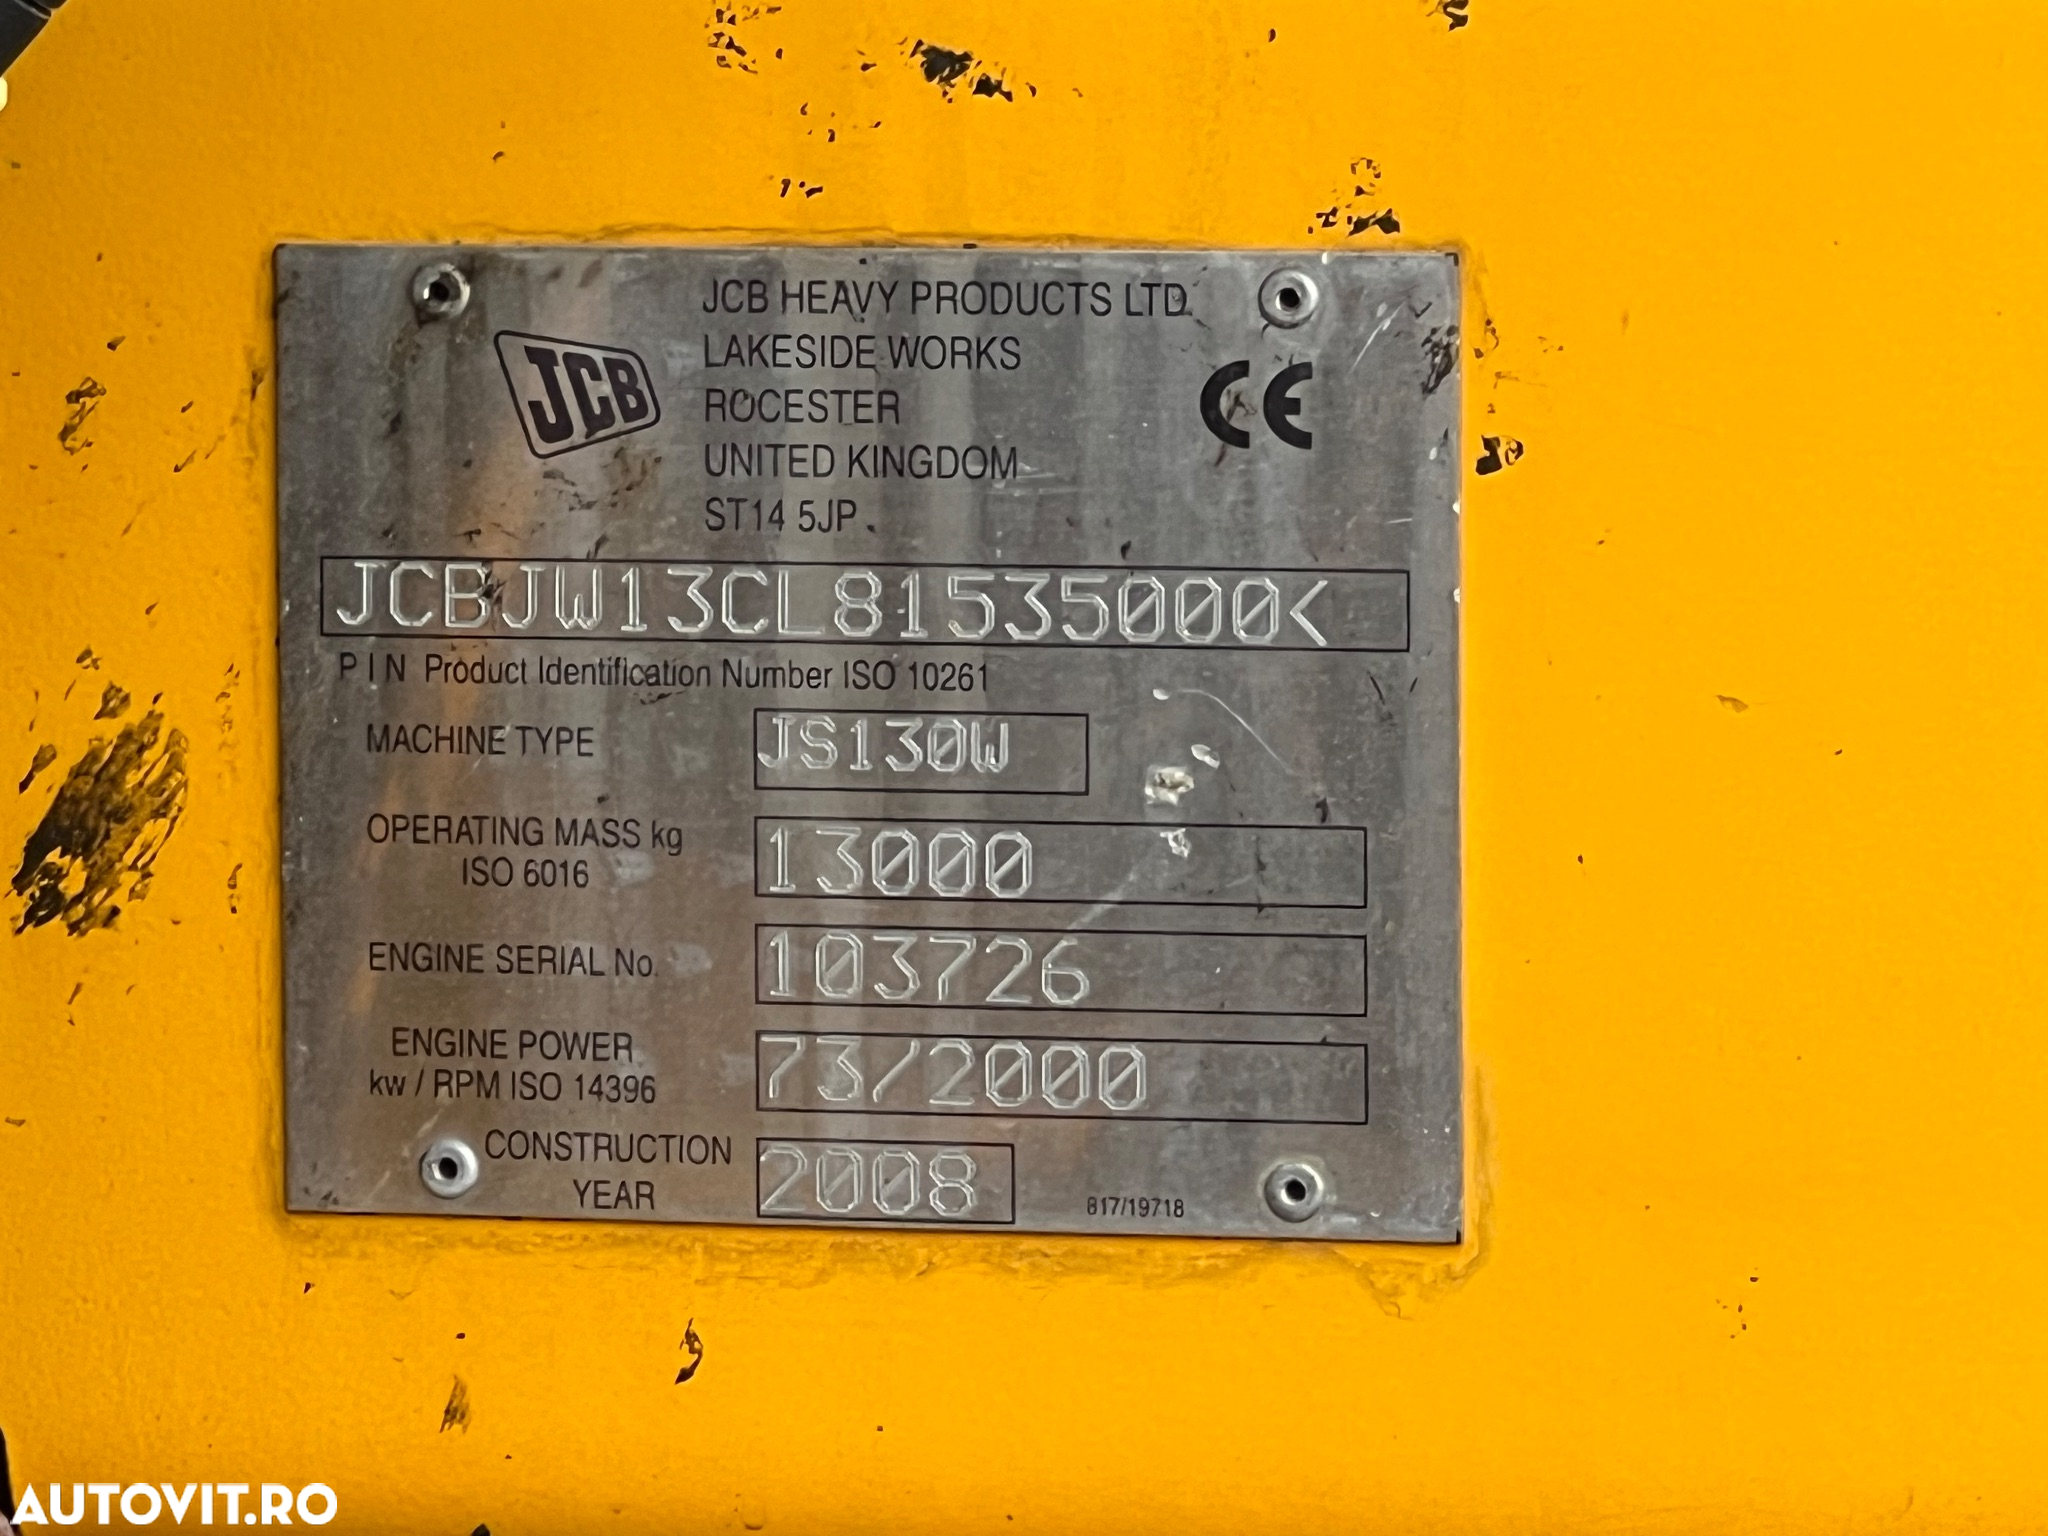 JCB HEAVY PRODUCTS LTD.
LAKESIDE WORKS
ROCESTER
UNITED KINGDOM
ST14 5JP.
JCB
CE
JCBJW13CL81535000<
PIN Product Identification Number ISO 10261
MACHINE TYPE JS130W
OPERATING MASS kg
ISO 6016
13000
ENGINE SERIAL No. 103726
ENGINE POWER
kw / RPM ISO 14396
73/2000
CONSTRUCTION
YEAR
2008
817/19718
AUTOVIT.RO